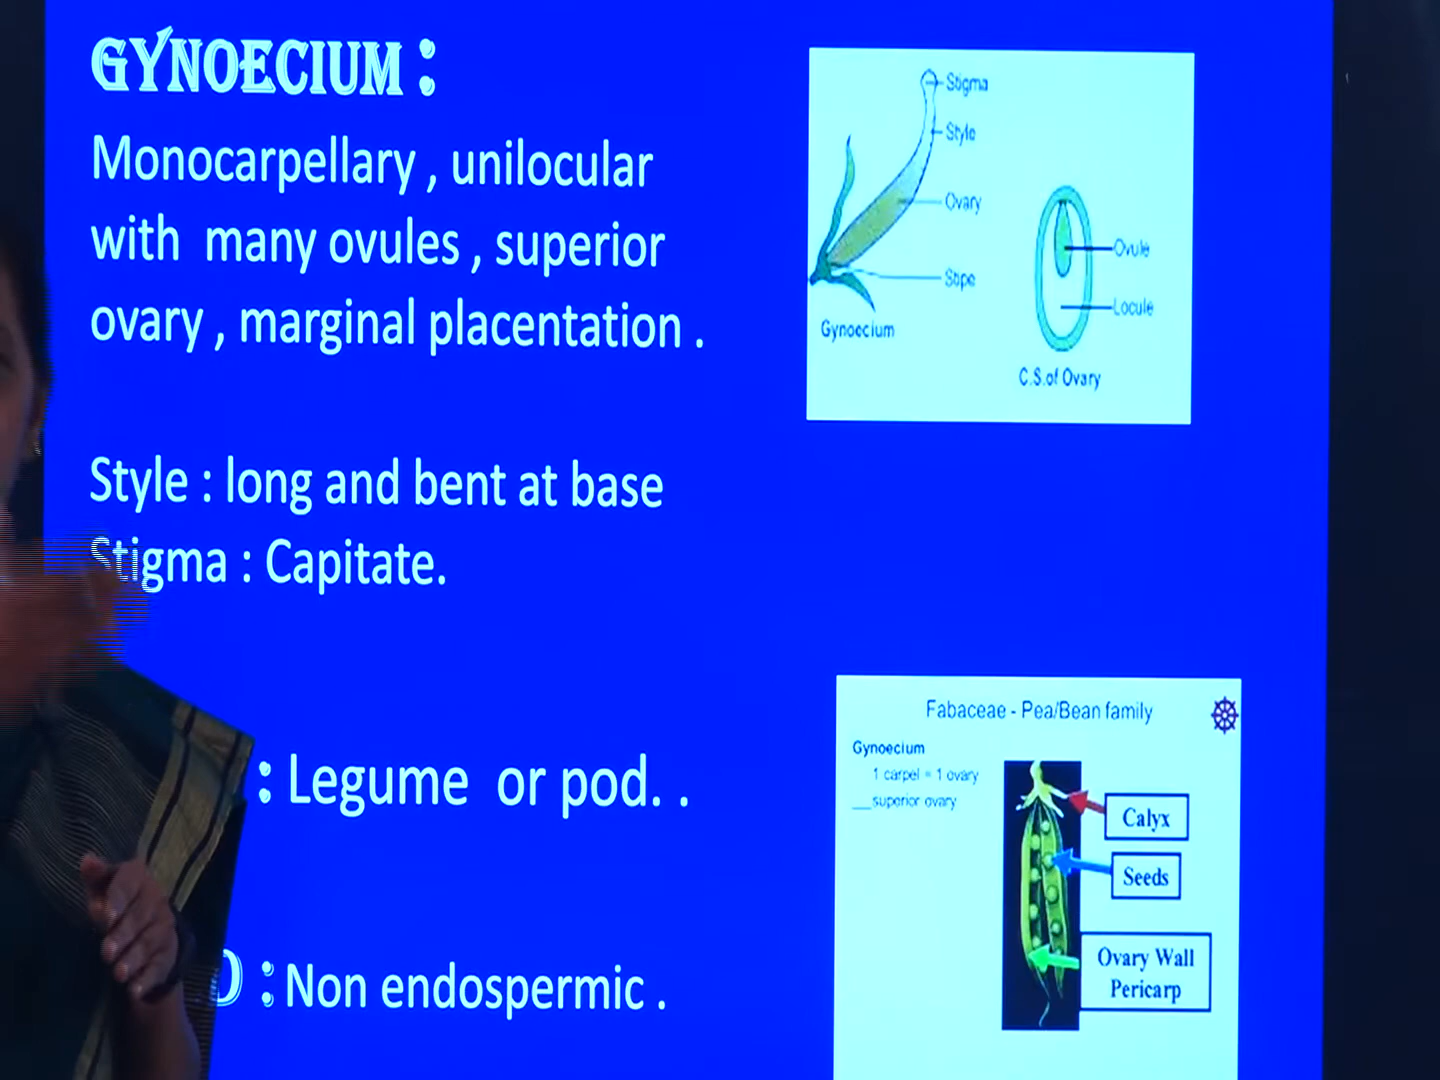 GYNOECIUM :
Monocarpellary , unilocular
with many ovules , superior
ovary , marginal placentation .
Style : long and bent at base
Stigma : Capitate.
: Legume or pod. .
D : Non endospermic .
Stigma
Style
Ovary
Stipe
Gynoecium
Ovule
Locule
C.S.of Ovary
Fabaceae - Pea/Bean family
Gynoecium
1 carpel = 1 ovary
__superior ovary
Calyx
Seeds
Ovary Wall
Pericarp